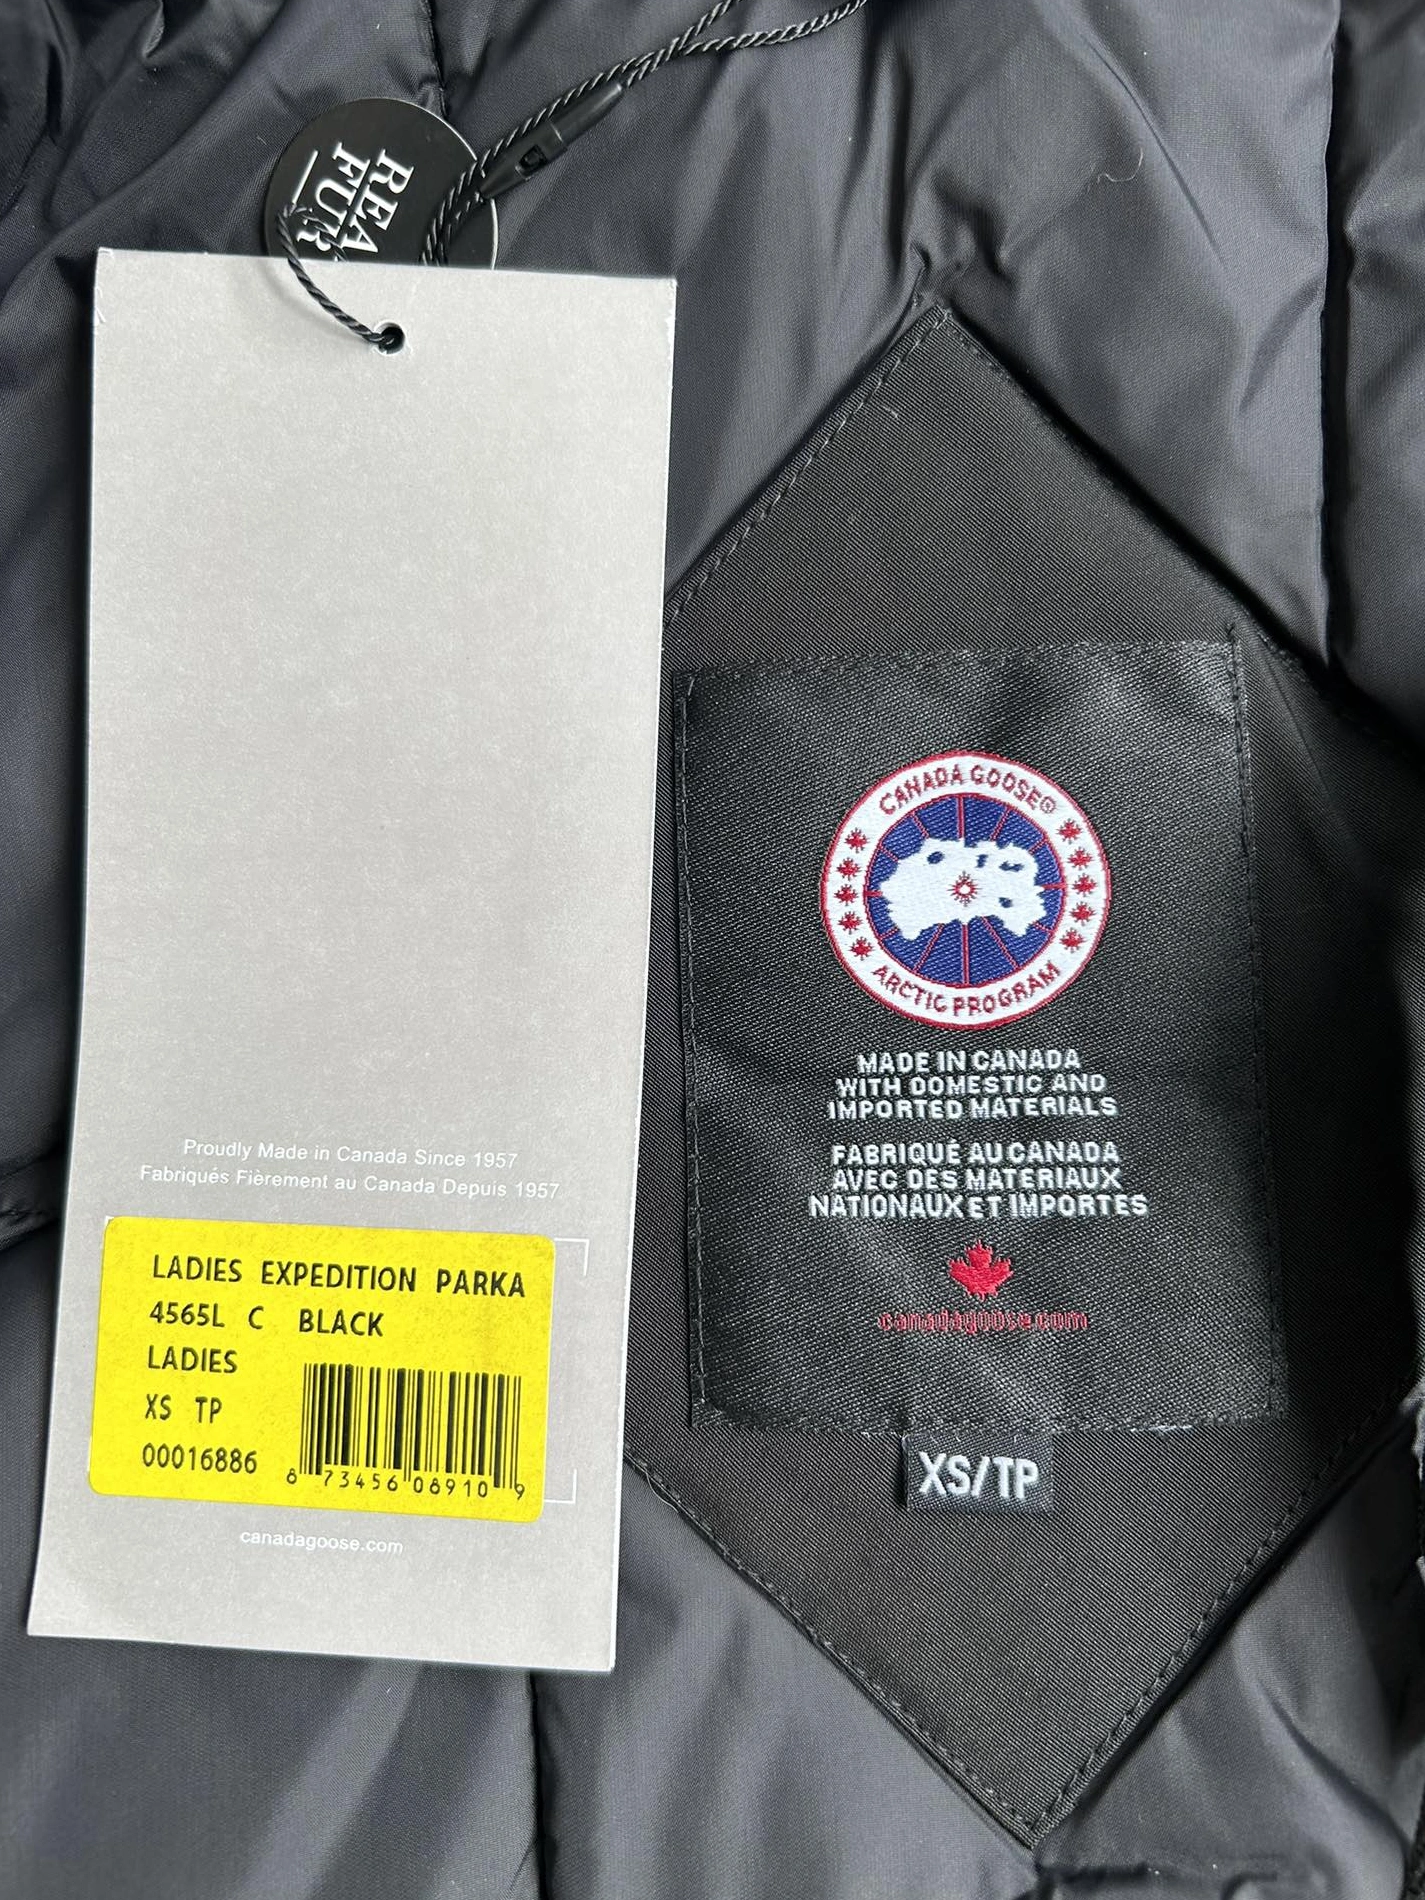 REAL
FUR
Proudly Made in Canada Since 1957
Fabriqués Fièrement au Canada Depuis 1957
LADIES EXPEDITION PARKA
4565L C BLACK
LADIES
XS TP
00016886
8 73456 08910 9
canadagoose.com
CANADA GOOSE®
ARCTIC PROGRAM
MADE IN CANADA
WITH DOMESTIC AND
IMPORTED MATERIALS
FABRIQUÉ AU CANADA
AVEC DES MATERIAUX
NATIONAUX ET IMPORTES
canadagoose.com
XS/TP